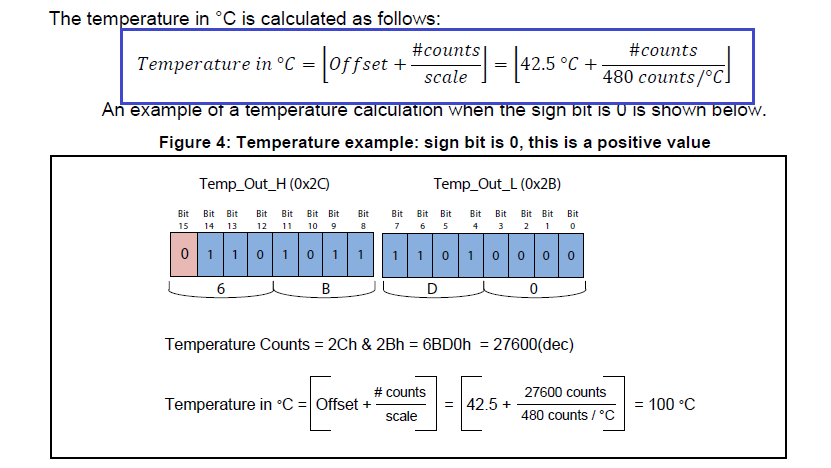 The temperature in °C is calculated as follows:
Temperature in °C = ⌊Offset + #counts/scale⌋ = ⌊42.5 °C + #counts/480 counts/°C⌋
An example of a temperature calculation when the sign bit is 0 is shown below.
Figure 4: Temperature example: sign bit is 0, this is a positive value
Temp_Out_H (0x2C) Temp_Out_L (0x2B)
Bit Bit Bit Bit Bit Bit Bit Bit Bit Bit Bit Bit Bit Bit Bit Bit
15 14 13 12 11 10 9 8 7 6 5 4 3 2 1 0
0 1 1 0 1 0 1 1 1 1 0 1 0 0 0 0
6 B D 0
Temperature Counts = 2Ch & 2Bh = 6BD0h = 27600(dec)
Temperature in °C = [Offset + # counts/scale] = [42.5 + 27600 counts/480 counts / °C] = 100 °C